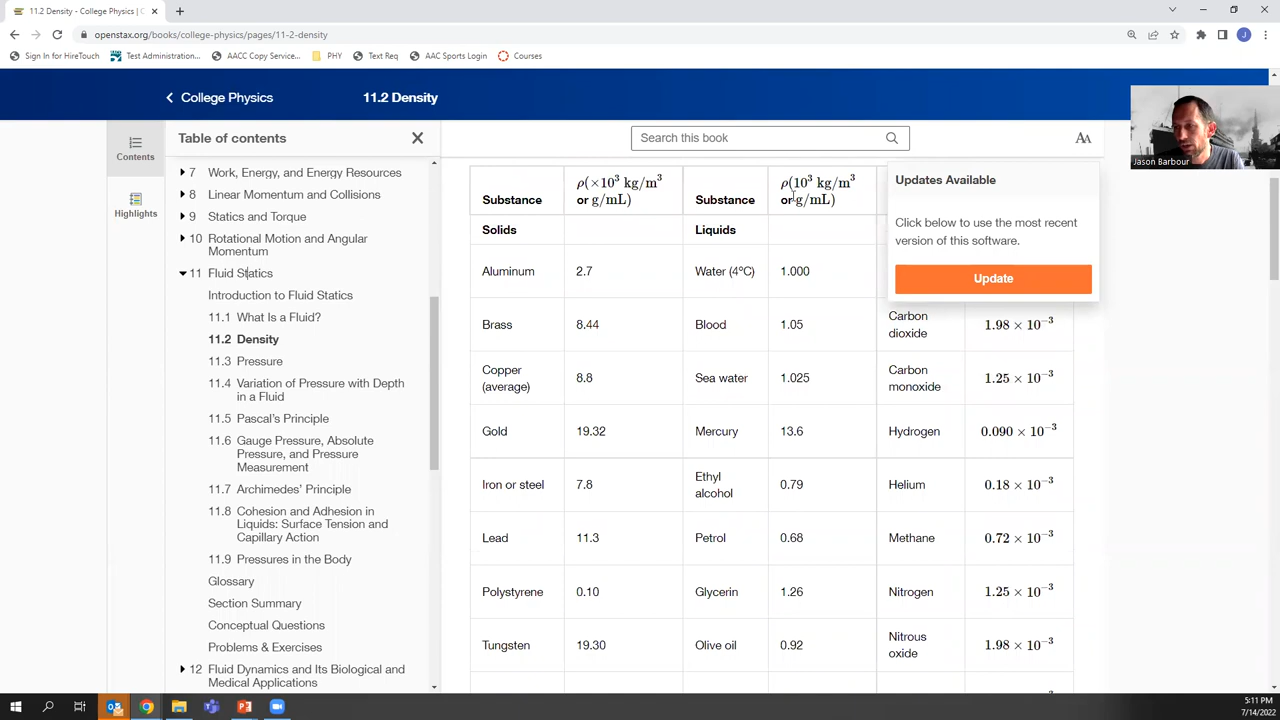 11.2 Density - College Physics | O
openstax.org/books/college-physics/pages/11-2-density
J
Sign In for HireTouch
Test Administration...
AACC Copy Service...
PHY
Text Req
AAC Sports Login
Courses
College Physics
11.2 Density
Jason Barbour
Contents
Highlights
Table of contents
7 Work, Energy, and Energy Resources
8 Linear Momentum and Collisions
9 Statics and Torque
10 Rotational Motion and Angular
Momentum
11 Fluid Statics
Introduction to Fluid Statics
11.1 What Is a Fluid?
11.2 Density
11.3 Pressure
11.4 Variation of Pressure with Depth
in a Fluid
11.5 Pascal's Principle
11.6 Gauge Pressure, Absolute
Pressure, and Pressure
Measurement
11.7 Archimedes' Principle
11.8 Cohesion and Adhesion in
Liquids: Surface Tension and
Capillary Action
11.9 Pressures in the Body
Glossary
Section Summary
Conceptual Questions
Problems & Exercises
12 Fluid Dynamics and Its Biological and
Medical Applications
Search this book
AA
Updates Available
Click below to use the most recent
version of this software.
Update
Substance ρ(×10³ kg/m³ or g/mL) Substance ρ(10³ kg/m³ or g/mL)
Solids Liquids
Aluminum 2.7 Water (4ºC) 1.000
Brass 8.44 Blood 1.05 Carbon dioxide 1.98 × 10⁻³
Copper (average) 8.8 Sea water 1.025 Carbon monoxide 1.25 × 10⁻³
Gold 19.32 Mercury 13.6 Hydrogen 0.090 × 10⁻³
Iron or steel 7.8 Ethyl alcohol 0.79 Helium 0.18 × 10⁻³
Lead 11.3 Petrol 0.68 Methane 0.72 × 10⁻³
Polystyrene 0.10 Glycerin 1.26 Nitrogen 1.25 × 10⁻³
Tungsten 19.30 Olive oil 0.92 Nitrous oxide 1.98 × 10⁻³
5:11 PM
7/14/2022